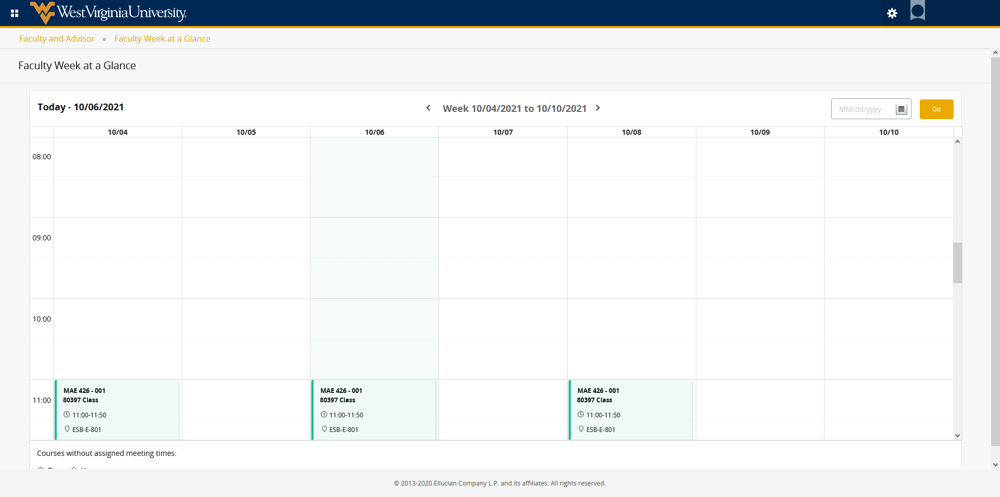 WestVirginiaUniversity
Faculty and Advisor • Faculty Week at a Glance
Faculty Week at a Glance
Today - 10/06/2021
Week 10/04/2021 to 10/10/2021
MM/dd/yyyy
Go
10/04 10/05 10/06 10/07 10/08 10/09 10/10
08:00
09:00
10:00
11:00
MAE 426 - 001
80397 Class
11:00-11:50
ESB-E-801
MAE 426 - 001
80397 Class
11:00-11:50
ESB-E-801
MAE 426 - 001
80397 Class
11:00-11:50
ESB-E-801
Courses without assigned meeting times:
© 2013-2020 Ellucian Company L.P. and its affiliates. All rights reserved.